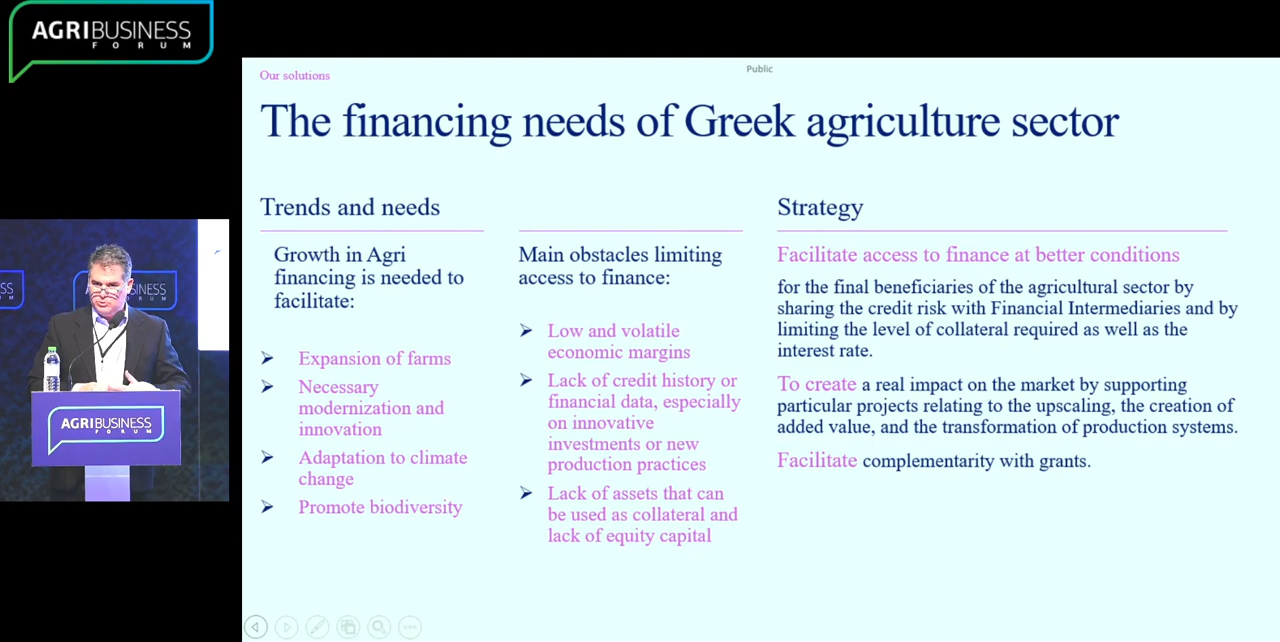 AGRIBUSINESS
FORUM
Our solutions
Public
The financing needs of Greek agriculture sector
Trends and needs
Growth in Agri
financing is needed to
facilitate:
➢ Expansion of farms
➢ Necessary
modernization and
innovation
➢ Adaptation to climate
change
➢ Promote biodiversity
Main obstacles limiting
access to finance:
➢ Low and volatile
economic margins
➢ Lack of credit history or
financial data, especially
on innovative
investments or new
production practices
➢ Lack of assets that can
be used as collateral and
lack of equity capital
Strategy
Facilitate access to finance at better conditions
for the final beneficiaries of the agricultural sector by
sharing the credit risk with Financial Intermediaries and by
limiting the level of collateral required as well as the
interest rate.
To create a real impact on the market by supporting
particular projects relating to the upscaling, the creation of
added value, and the transformation of production systems.
Facilitate complementarity with grants.
AGRIBUSINESS
FORUM